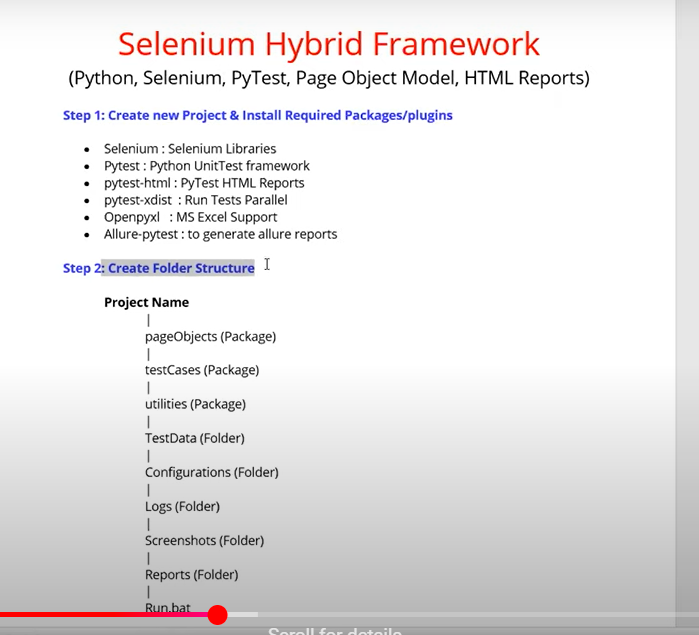 Selenium Hybrid Framework
(Python, Selenium, PyTest, Page Object Model, HTML Reports)
Step 1: Create new Project & Install Required Packages/plugins
• Selenium : Selenium Libraries
• Pytest : Python UnitTest framework
• pytest-html : PyTest HTML Reports
• pytest-xdist : Run Tests Parallel
• Openpyxl : MS Excel Support
• Allure-pytest : to generate allure reports
Step 2: Create Folder Structure
Project Name
|
pageObjects (Package)
|
testCases (Package)
|
utilities (Package)
|
TestData (Folder)
|
Configurations (Folder)
|
Logs (Folder)
|
Screenshots (Folder)
|
Reports (Folder)
|
Run.bat
Scroll for details